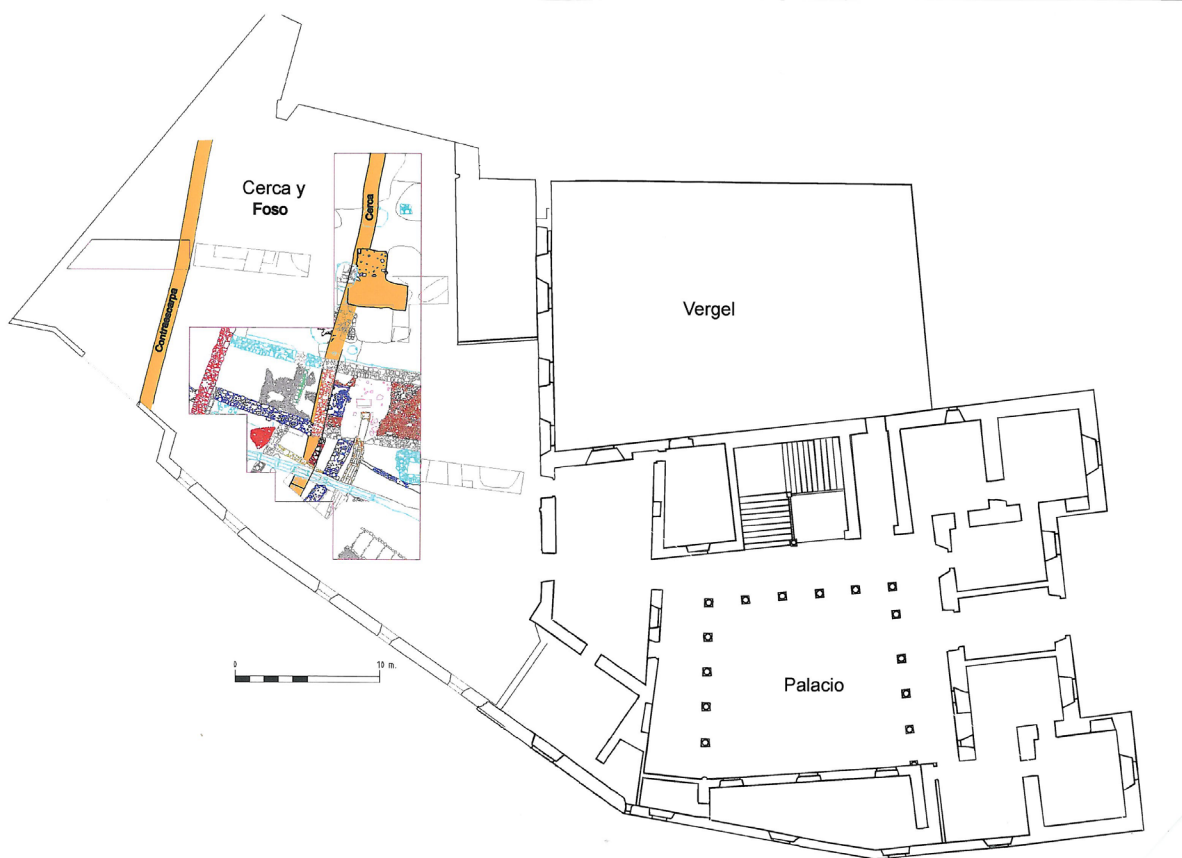 Cerca y
Foso
Cerca
Contraescarpa
Vergel
Palacio
0 10 m.